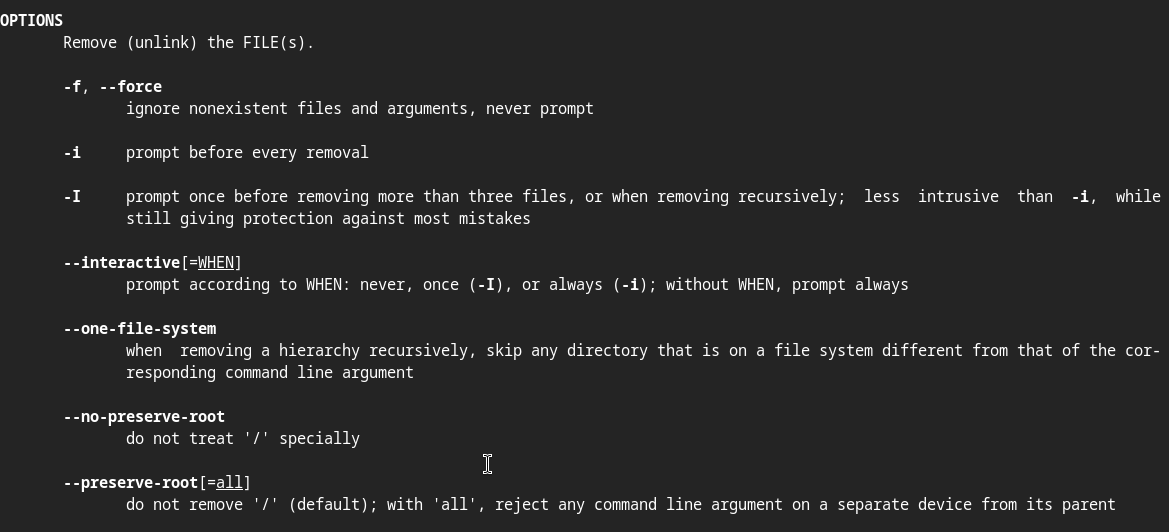 OPTIONS
Remove (unlink) the FILE(s).
-f, --force
ignore nonexistent files and arguments, never prompt
-i     prompt before every removal
-I     prompt once before removing more than three files, or when removing recursively;  less  intrusive  than  -i,  while
still giving protection against most mistakes
--interactive[=WHEN]
prompt according to WHEN: never, once (-I), or always (-i); without WHEN, prompt always
--one-file-system
when  removing a hierarchy recursively, skip any directory that is on a file system different from that of the cor-
responding command line argument
--no-preserve-root
do not treat '/' specially
--preserve-root[=all]
do not remove '/' (default); with 'all', reject any command line argument on a separate device from its parent